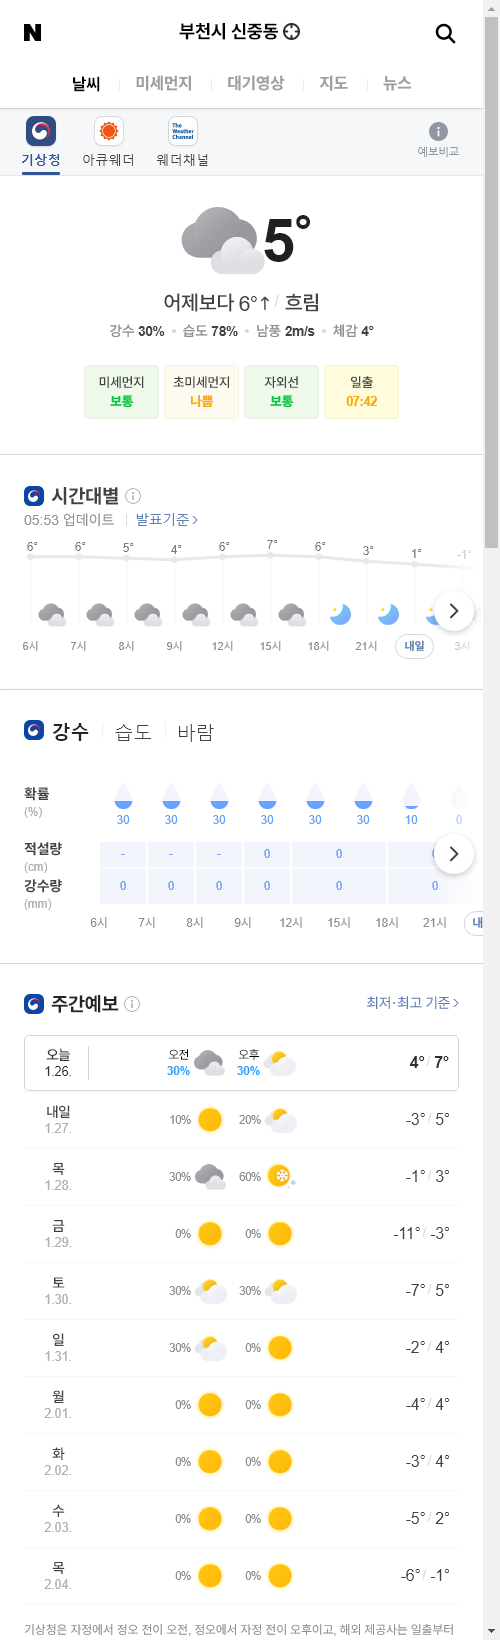 N
부천시 신중동
날씨 미세먼지 대기영상 지도 뉴스
The Weather Channel
기상청 아큐웨더 웨더채널 예보비교
5°
어제보다 6°↑ / 흐림
강수 30% • 습도 78% • 남풍 2m/s • 체감 4°
미세먼지 초미세먼지 자외선 일출
보통 나쁨 보통 07:42
시간대별
05:53 업데이트 발표기준 >
6° 6° 5° 4° 6° 7° 6° 3° 1° -1°
6시 7시 8시 9시 12시 15시 18시 21시 내일 3시
강수 습도 바람
확률
(%)
30 30 30 30 30 30 10 0
적설량
(cm)
- - - 0 0
강수량
(mm)
0 0 0 0 0 0
6시 7시 8시 9시 12시 15시 18시 21시
주간예보 최저·최고 기준 >
오늘 1.26. 오전 30% 오후 30% 4° / 7°
내일 1.27. 10% 20% -3° / 5°
목 1.28. 30% 60% -1° / 3°
금 1.29. 0% 0% -11° / -3°
토 1.30. 30% 30% -7° / 5°
일 1.31. 30% 0% -2° / 4°
월 2.01. 0% 0% -4° / 4°
화 2.02. 0% 0% -3° / 4°
수 2.03. 0% 0% -5° / 2°
목 2.04. 0% 0% -6° / -1°
기상청은 자정에서 정오 전이 오전, 정오에서 자정 전이 오후이고, 해외 제공사는 일출부터